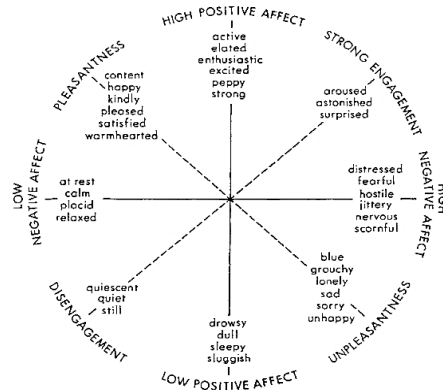 HIGH POSITIVE AFFECT
active
elated
enthusiastic
excited
peppy
strong
STRONG ENGAGEMENT
aroused
astonished
surprised
PLEASANTNESS
content
happy
kindly
pleased
satisfied
warmhearted
LOW
NEGATIVE AFFECT
at rest
calm
placid
relaxed
HIGH
NEGATIVE AFFECT
distressed
fearful
hostile
jittery
nervous
scornful
DISENGAGEMENT
quiescent
quiet
still
UNPLEASANTNESS
blue
grouchy
lonely
sad
sorry
unhappy
drowsy
dull
sleepy
sluggish
LOW POSITIVE AFFECT